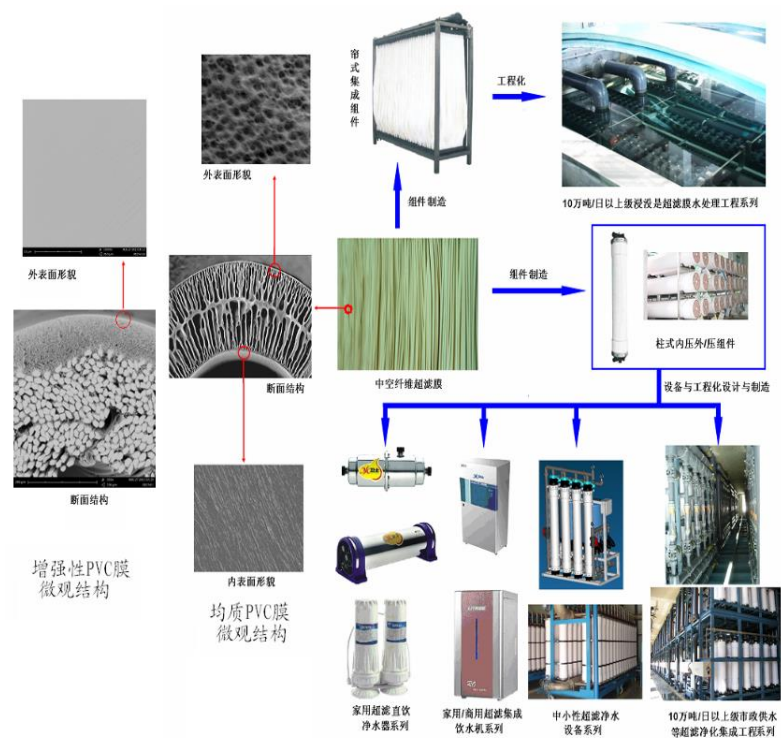 帘式集成组件
工程化
外表面形貌
10万吨/日以上级浸没是超滤膜水处理工程系列
组件制造
外表面形貌
组件制造
柱式内压外/压组件
断面结构
中空纤维超滤膜
设备与工程化设计与制造
断面结构
内表面形貌
增强性PVC膜
微观结构
均质PVC膜
微观结构
家用超滤直饮
净水器系列
家用/商用超滤集成
饮水机系列
中小性超滤净水
设备系列
10万吨/日以上级市政供水
等超滤净化集成工程系列